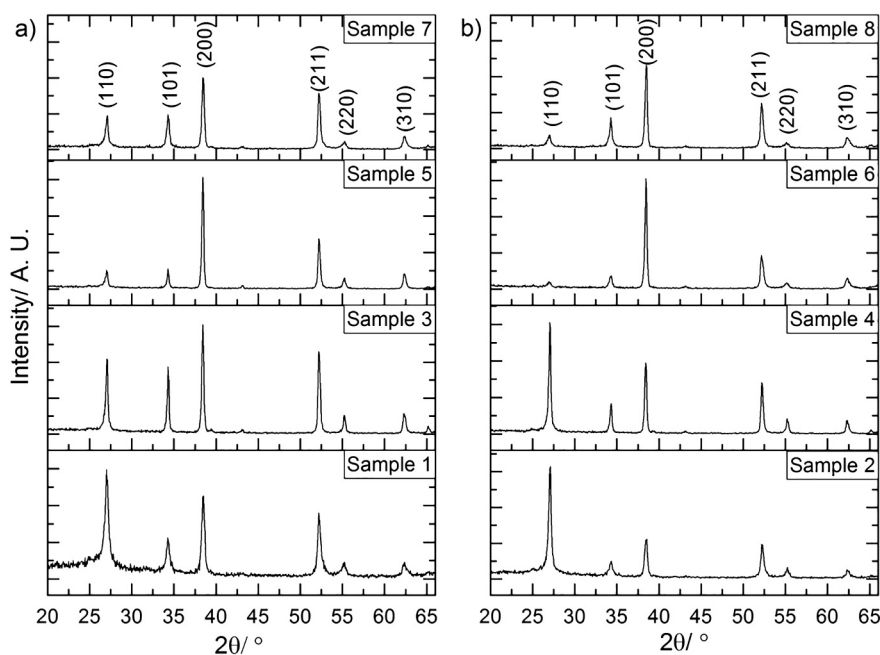 a)
Sample 7
(110)
(101)
(200)
(211)
(220)
(310)
Sample 5
Sample 3
Sample 1
Intensity/ A. U.
20 25 30 35 40 45 50 55 60 65
2θ/ °
b)
Sample 8
(110)
(101)
(200)
(211)
(220)
(310)
Sample 6
Sample 4
Sample 2
20 25 30 35 40 45 50 55 60 65
2θ/ °